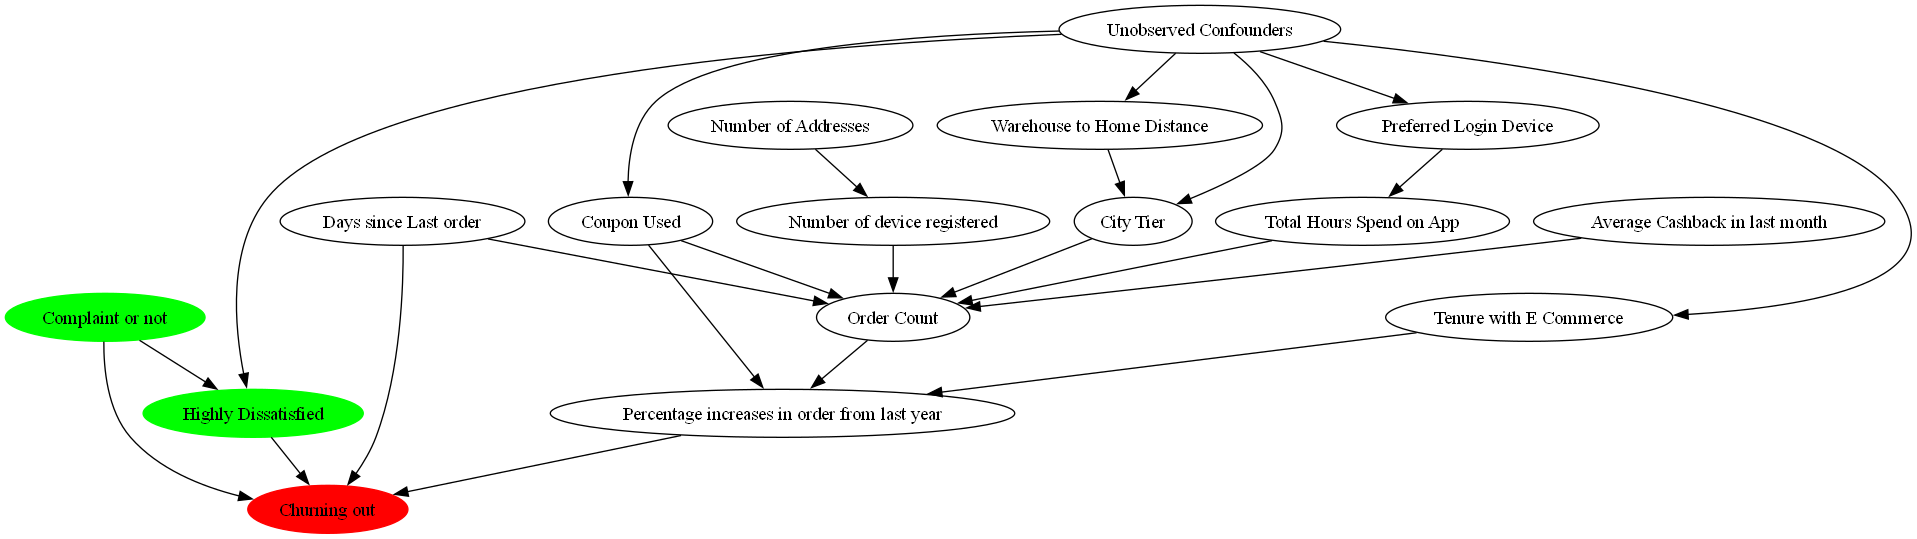 Unobserved Confounders
Number of Addresses
Warehouse to Home Distance
Preferred Login Device
Days since Last order
Coupon Used
Number of device registered
City Tier
Total Hours Spend on App
Average Cashback in last month
Complaint or not
Order Count
Tenure with E Commerce
Highly Dissatisfied
Percentage increases in order from last year
Churning out